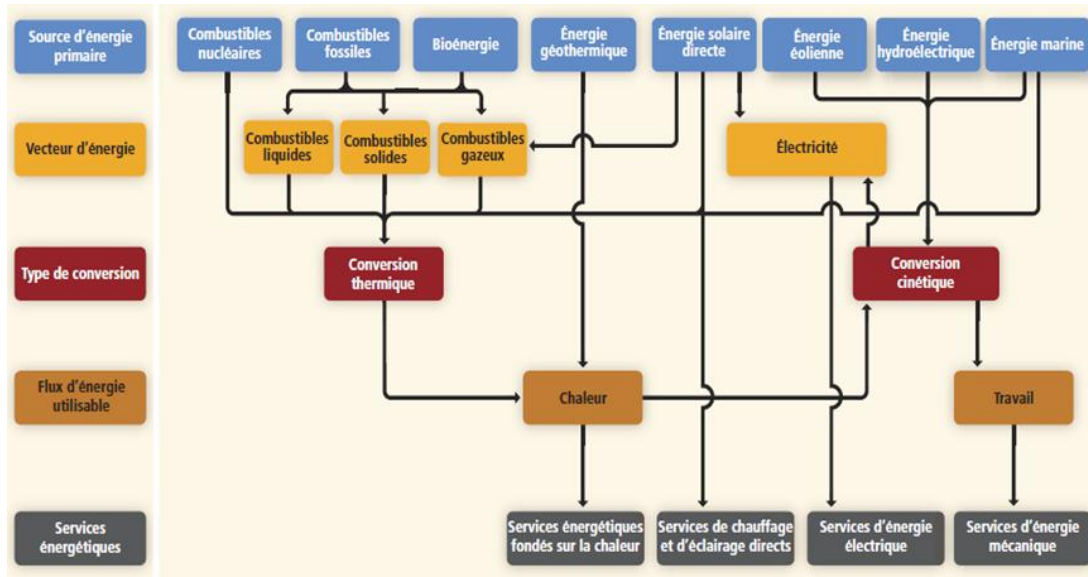 Source d'énergie
primaire
Combustibles
nucléaires
Combustibles
fossiles
Bioénergie
Énergie
géothermique
Énergie solaire
directe
Énergie
éolienne
Énergie
hydroélectrique
Énergie marine
Vecteur d'énergie
Combustibles
liquides
Combustibles
solides
Combustibles
gazeux
Électricité
Type de conversion
Conversion
thermique
Conversion
cinétique
Flux d'énergie
utilisable
Chaleur
Travail
Services
énergétiques
Services énergétiques
fondés sur la chaleur
Services de chauffage
et d'éclairage directs
Services d'énergie
électrique
Services d'énergie
mécanique